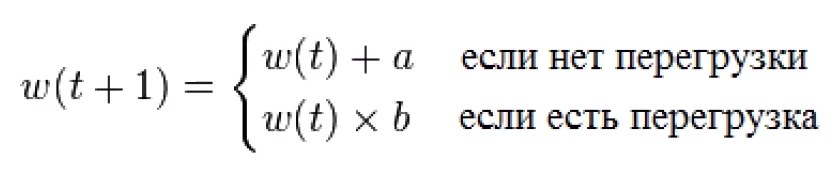 w(t + 1) = { w(t) + a если нет перегрузки
w(t) × b если есть перегрузка